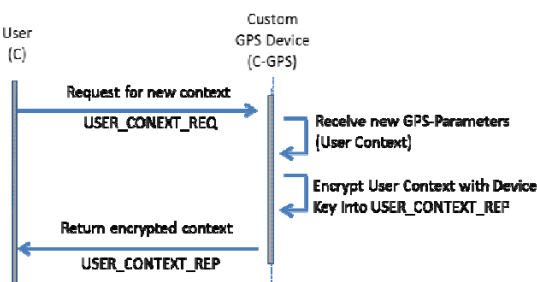 User
(C)
Custom
GPS Device
(C-GPS)
Request for new context
USER_CONEXT_REQ
Receive new GPS-Parameters
(User Context)
Encrypt User Context with Device
Key into USER_CONTEXT_REP
Return encrypted context
USER_CONTEXT_REP